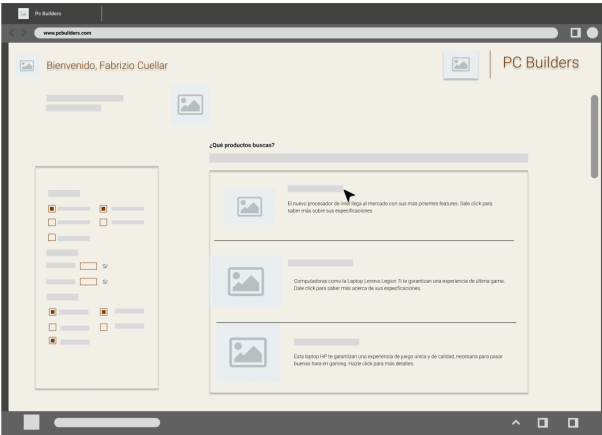 Pc Builders
www.pcbuilders.com
Bienvenido, Fabrizio Cuellar
PC Builders
¿Qué productos buscas?
El nuevo procesador de intel llega al mercado con sus más potentes features. Dale click para
saber más sobre sus especificaciones
S/.
S/.
Computadoras como la Laptop Lenovo Legion 7i te garantizan una experiencia de última gama.
Dale click para saber más acerca de sus especificaciones.
Esta laptop HP te garantizan una experiencia de juego única y de calidad, necesaria para pasar
buenas hora en gaming. Hazle click para más detalles.